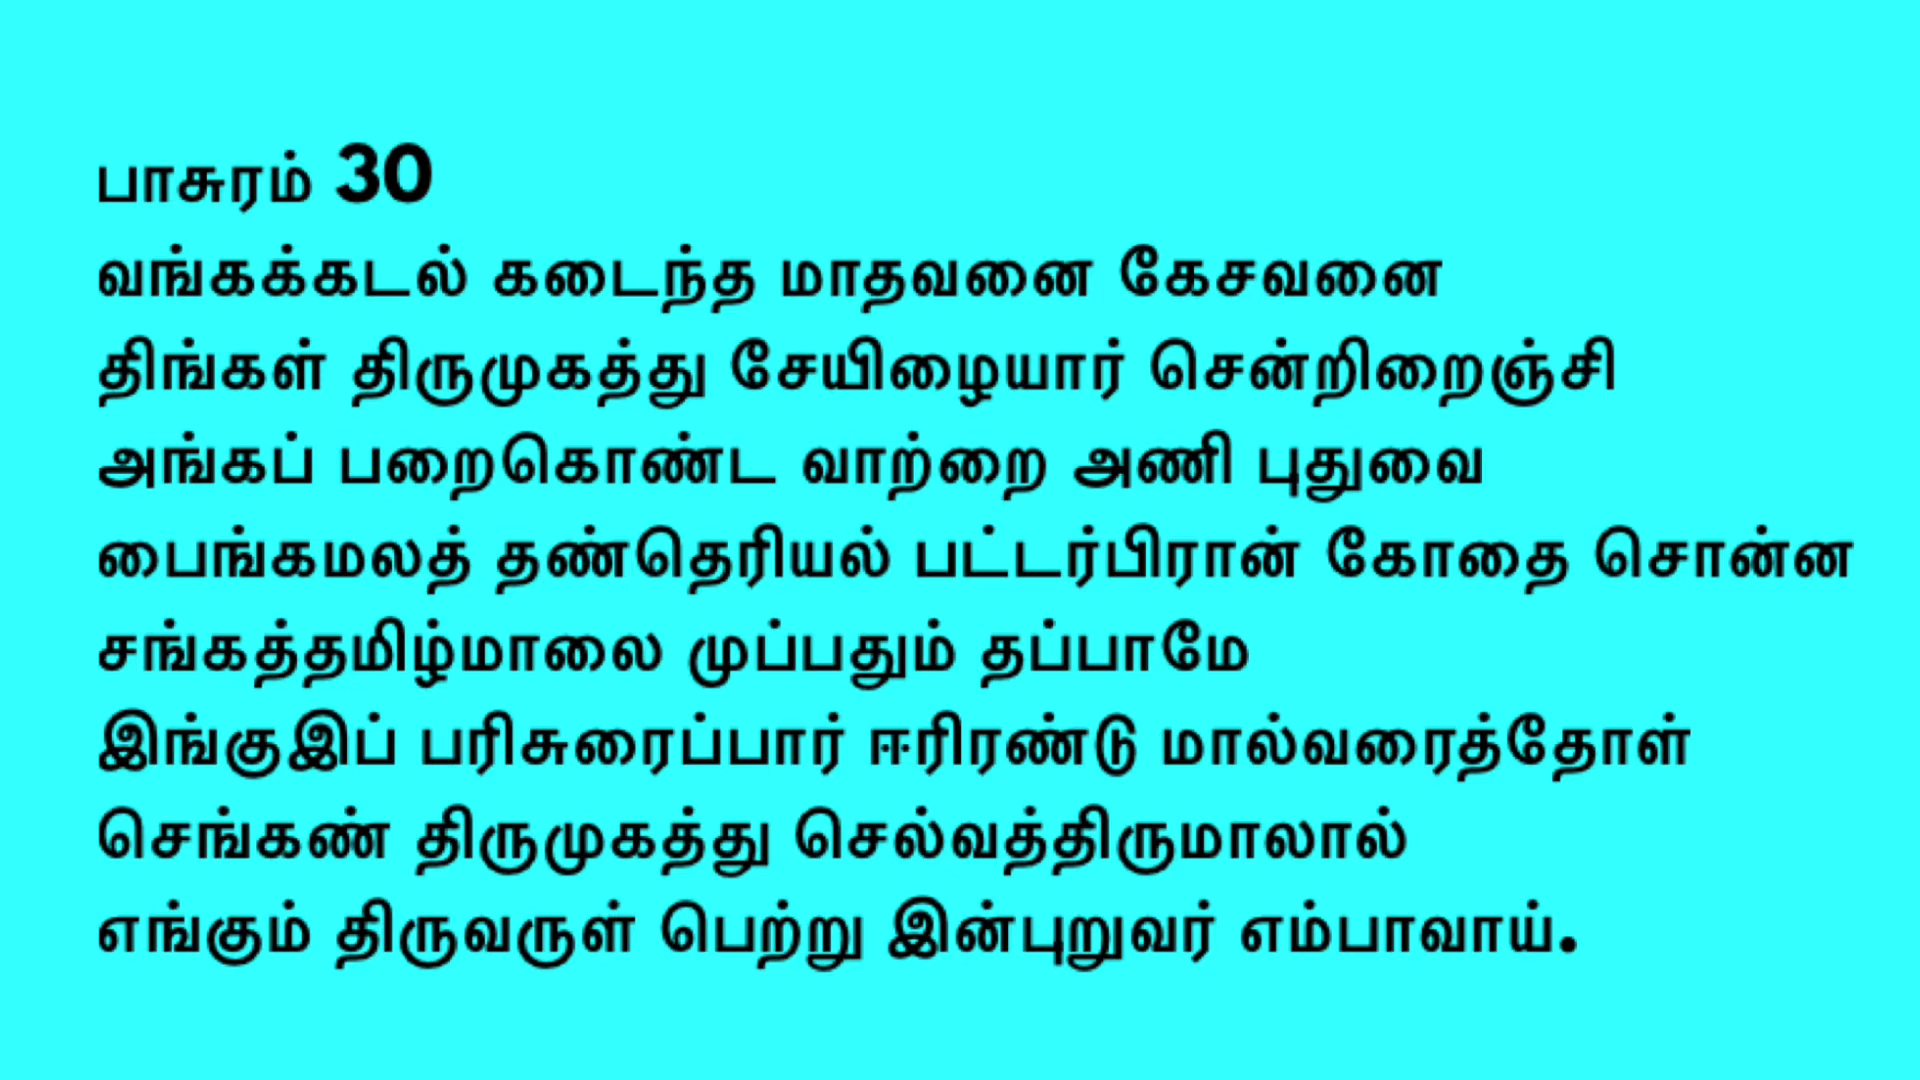 பாசுரம் 30
வங்கக்கடல் கடைந்த மாதவனை கேசவனை
திங்கள் திருமுகத்து சேயிழையார் சென்றிறைஞ்சி
அங்கப் பறைகொண்ட வாற்றை அணி புதுவை
பைங்கமலத் தண்தெரியல் பட்டர்பிரான் கோதை சொன்ன
சங்கத்தமிழ்மாலை முப்பதும் தப்பாமே
இங்குஇப் பரிசுரைப்பார் ஈரிரண்டு மால்வரைத்தோள்
செங்கண் திருமுகத்து செல்வத்திருமாலால்
எங்கும் திருவருள் பெற்று இன்புறுவர் எம்பாவாய்.